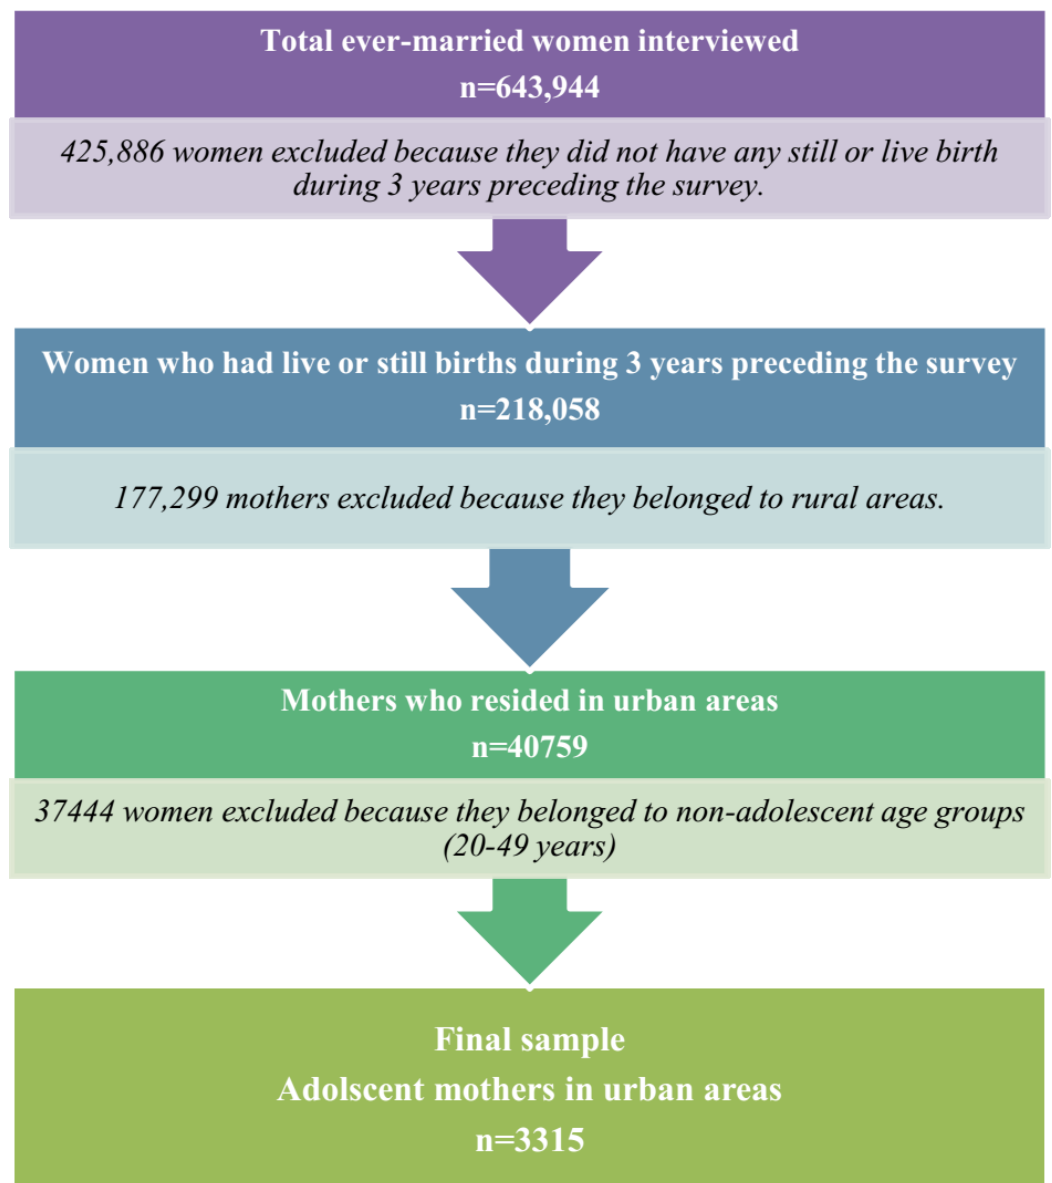 Total ever-married women interviewed
n=643,944
425,886 women excluded because they did not have any still or live birth
during 3 years preceding the survey.
Women who had live or still births during 3 years preceding the survey
n=218,058
177,299 mothers excluded because they belonged to rural areas.
Mothers who resided in urban areas
n=40759
37444 women excluded because they belonged to non-adolescent age groups
(20-49 years)
Final sample
Adolscent mothers in urban areas
n=3315